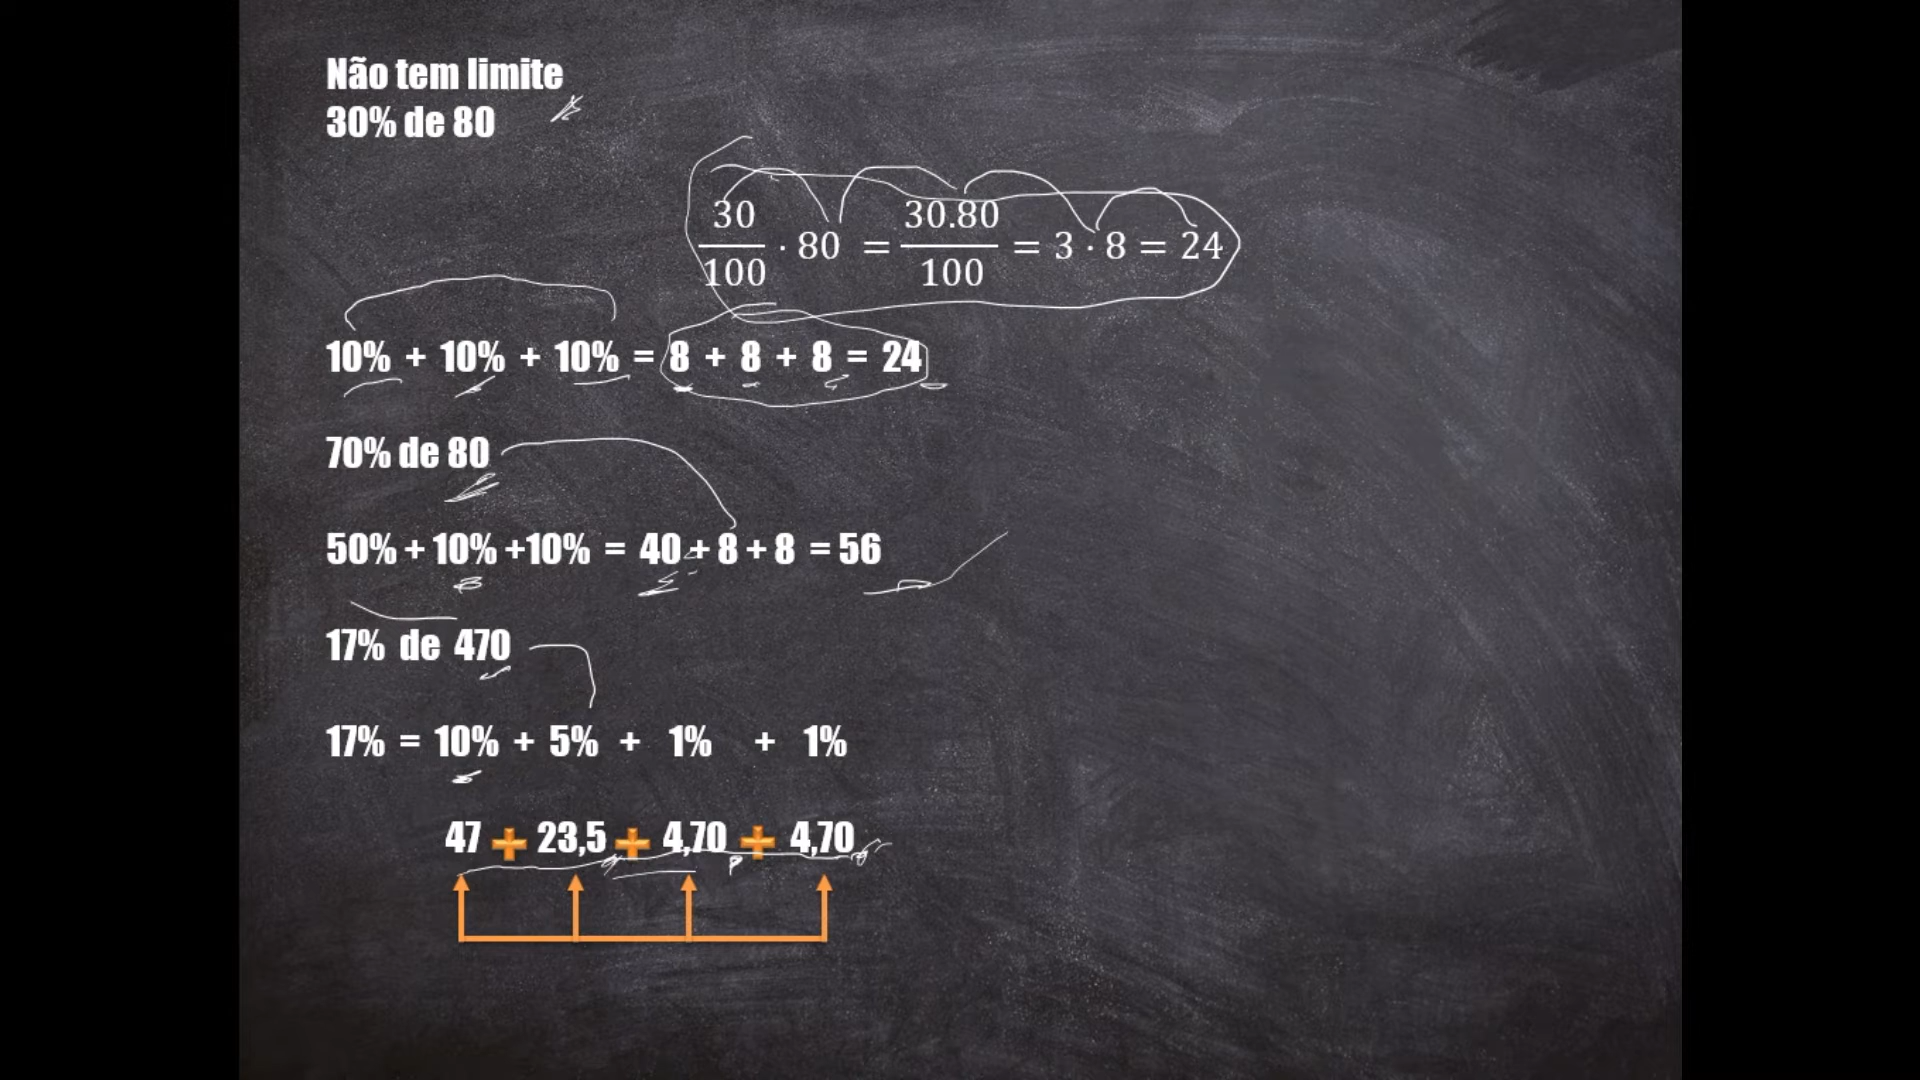 Não tem limite
30% de 80
30/100 · 80 = 30.80/100 = 3 · 8 = 24
10% + 10% + 10% = 8 + 8 + 8 = 24
70% de 80
50% + 10% +10% = 40 + 8 + 8 = 56
17% de 470
17% = 10% + 5% + 1% + 1%
47 + 23,5 + 4,70 + 4,70